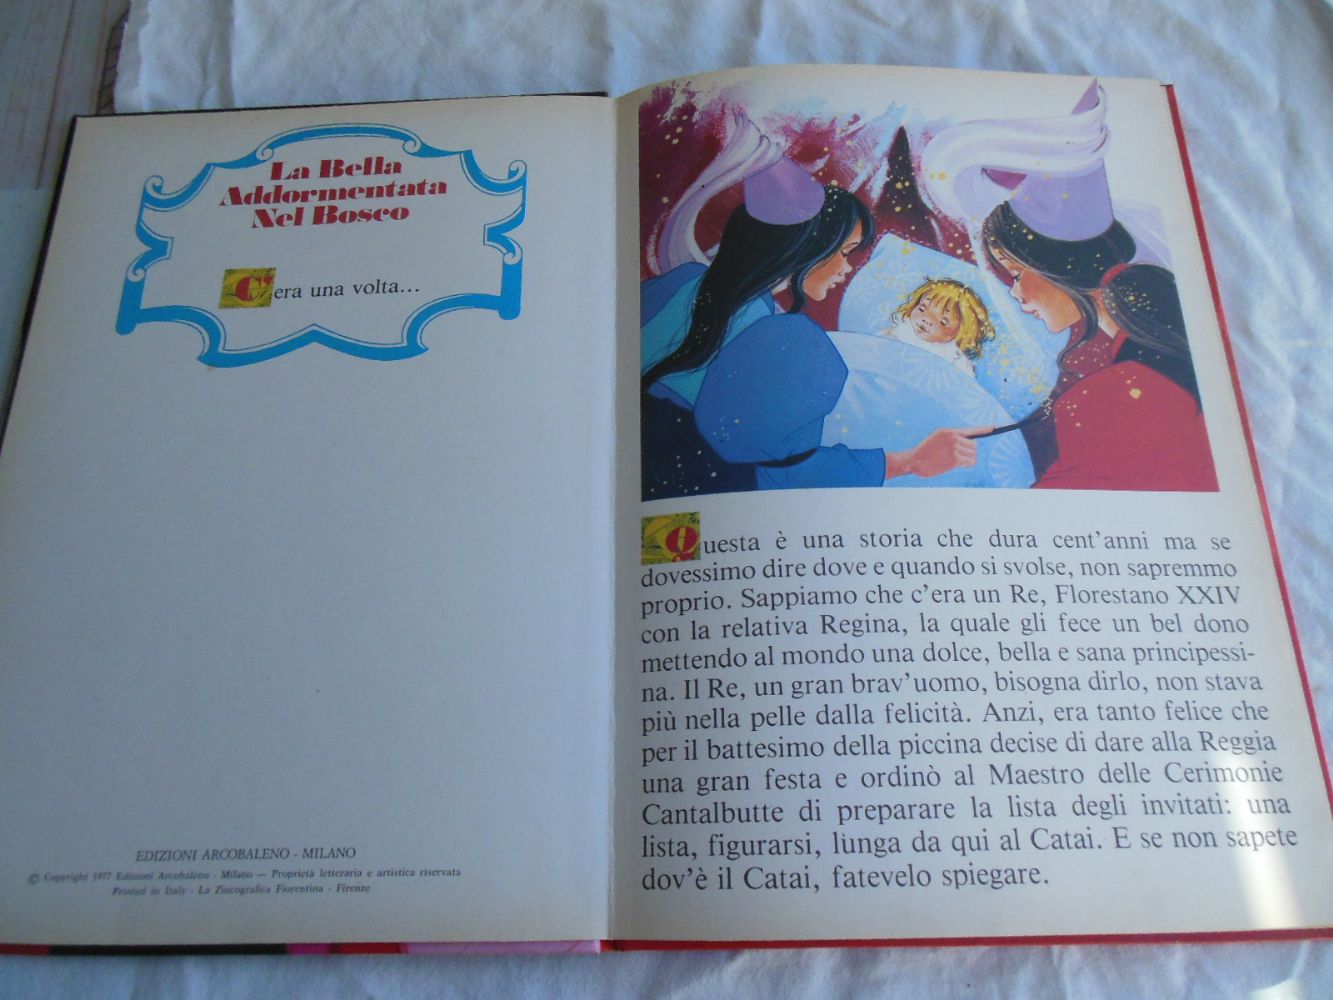 La Bella
Addormentata
Nel Bosco
C'era una volta...
EDIZIONI ARCOBALENO - MILANO
© Copyright 1977 Edizioni Arcobaleno - Milano — Proprietà letteraria e artistica riservata
Printed in Italy - La Zincografica Fiorentina - Firenze
Questa è una storia che dura cent'anni ma se
dovessimo dire dove e quando si svolse, non sapremmo
proprio. Sappiamo che c'era un Re, Florestano XXIV
con la relativa Regina, la quale gli fece un bel dono
mettendo al mondo una dolce, bella e sana principessi-
na. Il Re, un gran brav'uomo, bisogna dirlo, non stava
più nella pelle dalla felicità. Anzi, era tanto felice che
per il battesimo della piccina decise di dare alla Reggia
una gran festa e ordinò al Maestro delle Cerimonie
Cantalbutte di preparare la lista degli invitati: una
lista, figurarsi, lunga da qui al Catai. E se non sapete
dov'è il Catai, fatevelo spiegare.